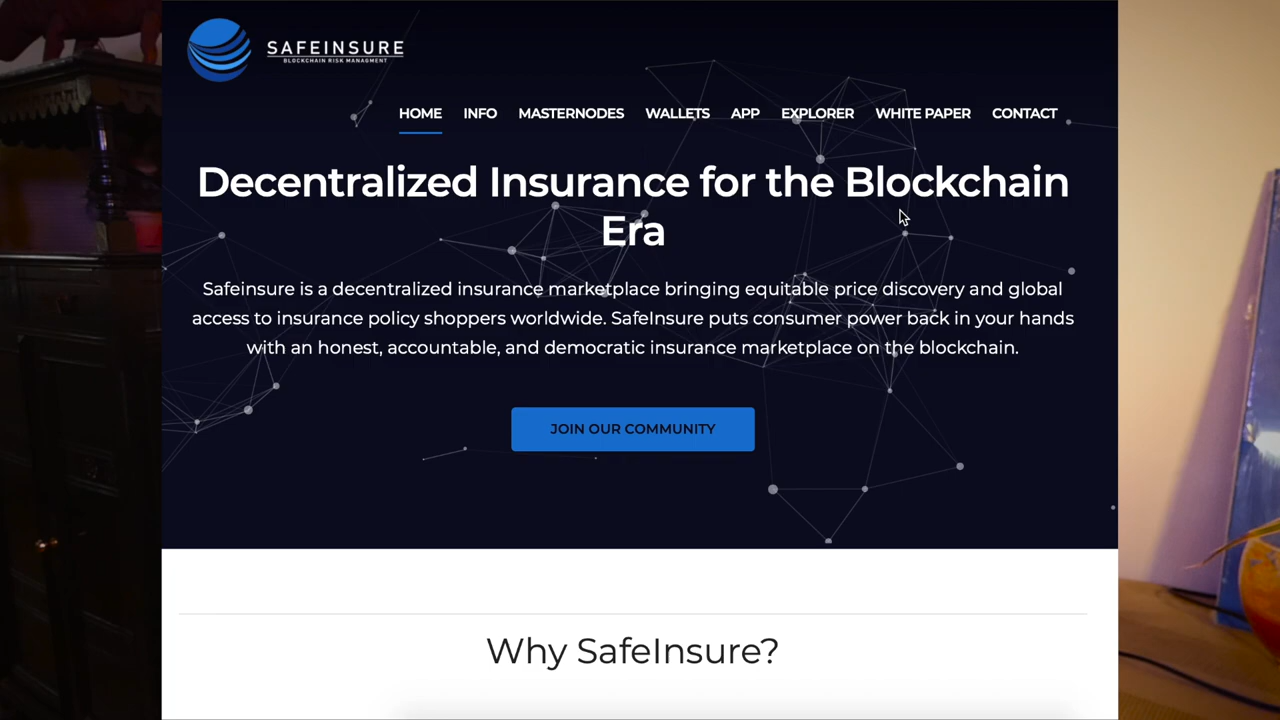 SAFEINSURE
BLOCKCHAIN RISK MANAGMENT
HOME INFO MASTERNODES WALLETS APP EXPLORER WHITE PAPER CONTACT
Decentralized Insurance for the Blockchain
Era
Safeinsure is a decentralized insurance marketplace bringing equitable price discovery and global
access to insurance policy shoppers worldwide. SafeInsure puts consumer power back in your hands
with an honest, accountable, and democratic insurance marketplace on the blockchain.
JOIN OUR COMMUNITY
Why SafeInsure?